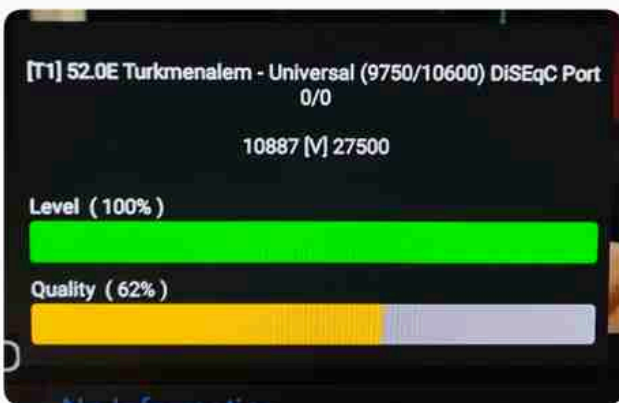 [T1] 52.0E Turkmenalem - Universal (9750/10600) DiSEqC Port
0/0
10887 [V] 27500
Level ( 100% )
Quality ( 62% )